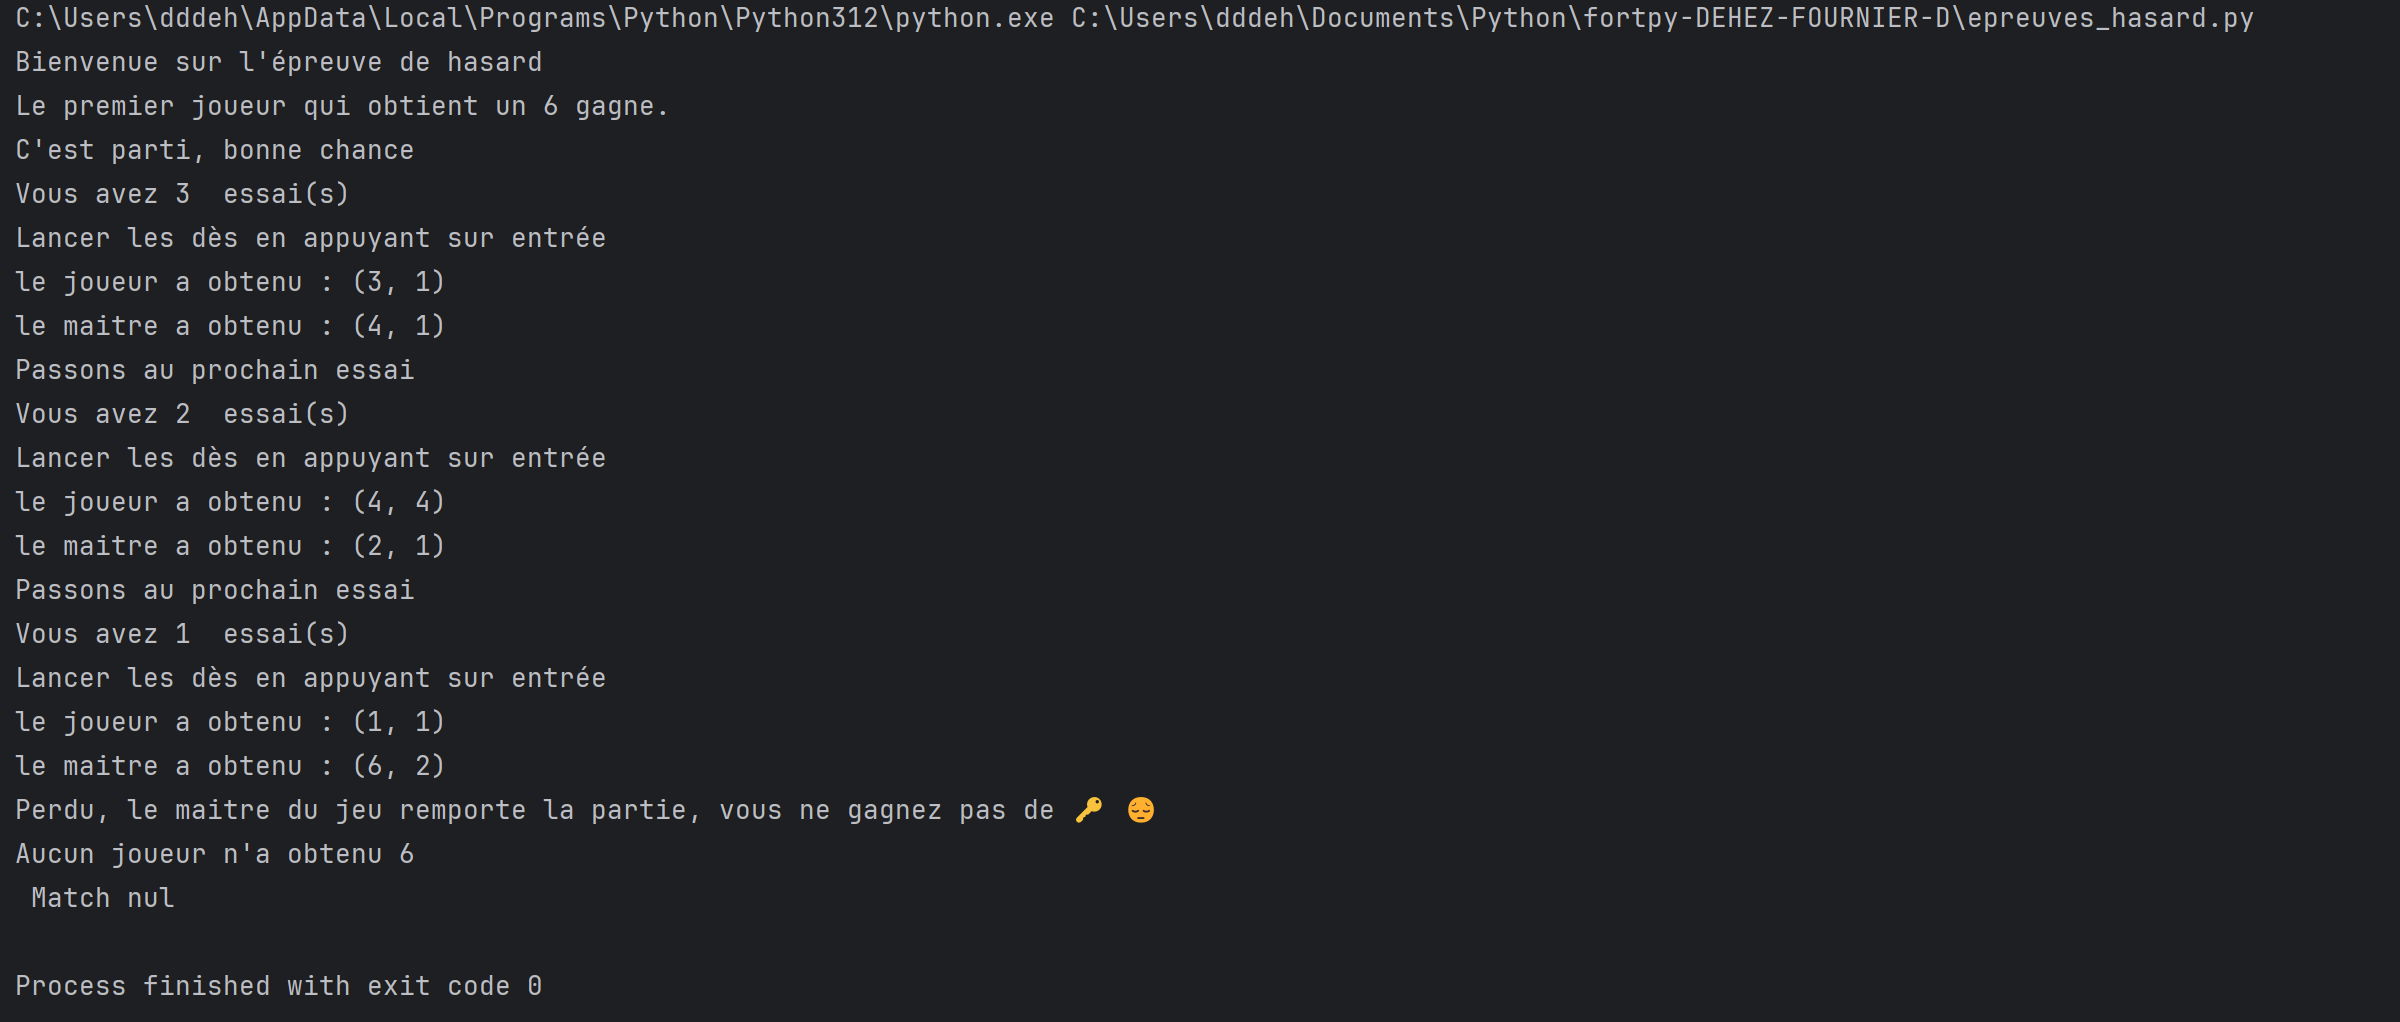 C:\Users\dddeh\AppData\Local\Programs\Python\Python312\python.exe C:\Users\dddeh\Documents\Python\fortpy-DEHEZ-FOURNIER-D\epreuves_hasard.py
Bienvenue sur l'épreuve de hasard
Le premier joueur qui obtient un 6 gagne.
C'est parti, bonne chance
Vous avez 3  essai(s)
Lancer les dès en appuyant sur entrée
le joueur a obtenu : (3, 1)
le maitre a obtenu : (4, 1)
Passons au prochain essai
Vous avez 2  essai(s)
Lancer les dès en appuyant sur entrée
le joueur a obtenu : (4, 4)
le maitre a obtenu : (2, 1)
Passons au prochain essai
Vous avez 1  essai(s)
Lancer les dès en appuyant sur entrée
le joueur a obtenu : (1, 1)
le maitre a obtenu : (6, 2)
Perdu, le maitre du jeu remporte la partie, vous ne gagnez pas de 🔑 😔
Aucun joueur n'a obtenu 6
 Match nul
Process finished with exit code 0